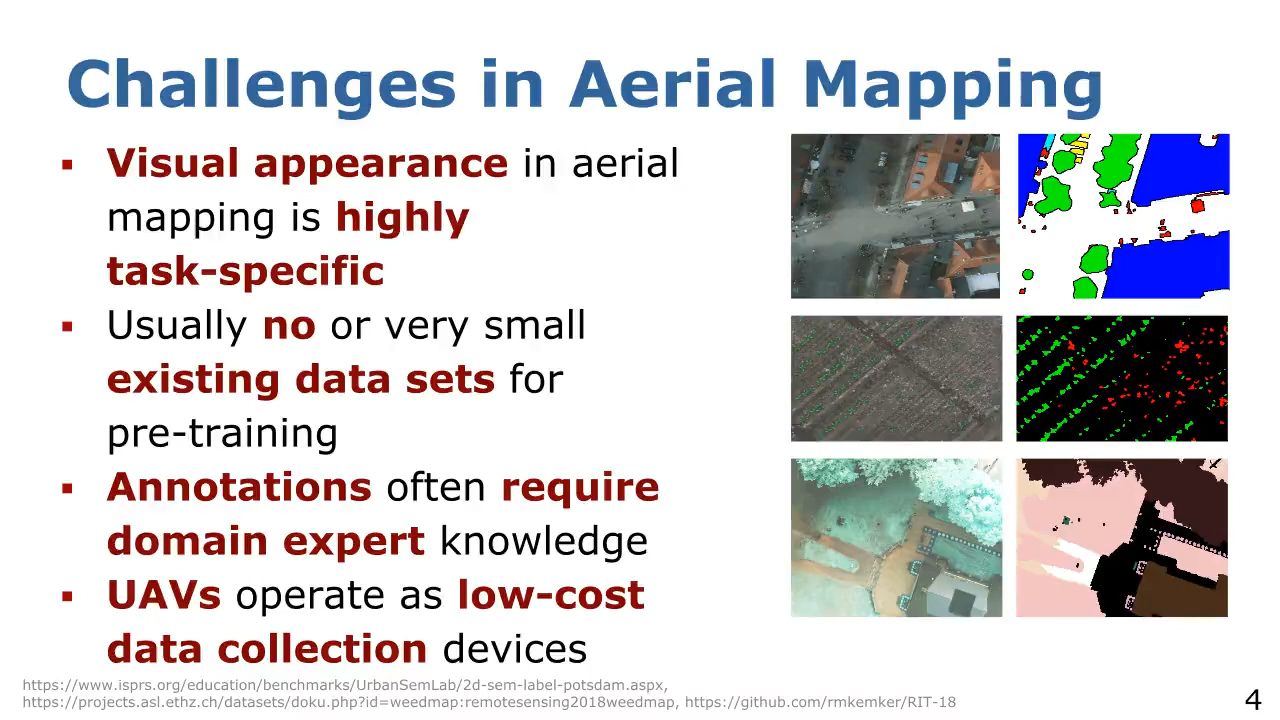 Challenges in Aerial Mapping
▪ Visual appearance in aerial
mapping is highly
task-specific
▪ Usually no or very small
existing data sets for
pre-training
▪ Annotations often require
domain expert knowledge
▪ UAVs operate as low-cost
data collection devices
https://www.isprs.org/education/benchmarks/UrbanSemLab/2d-sem-label-potsdam.aspx,
https://projects.asl.ethz.ch/datasets/doku.php?id=weedmap:remotesensing2018weedmap, https://github.com/rmkemker/RIT-18
4